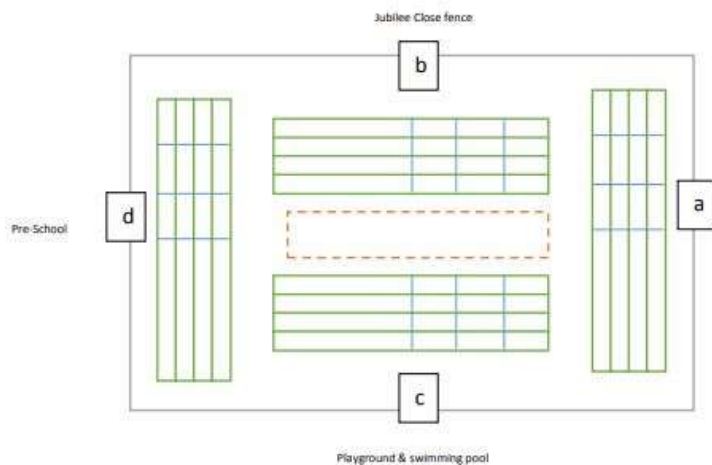 Jubilee Close fence
b
a
d
Pre-School
c
Playground & swimming pool